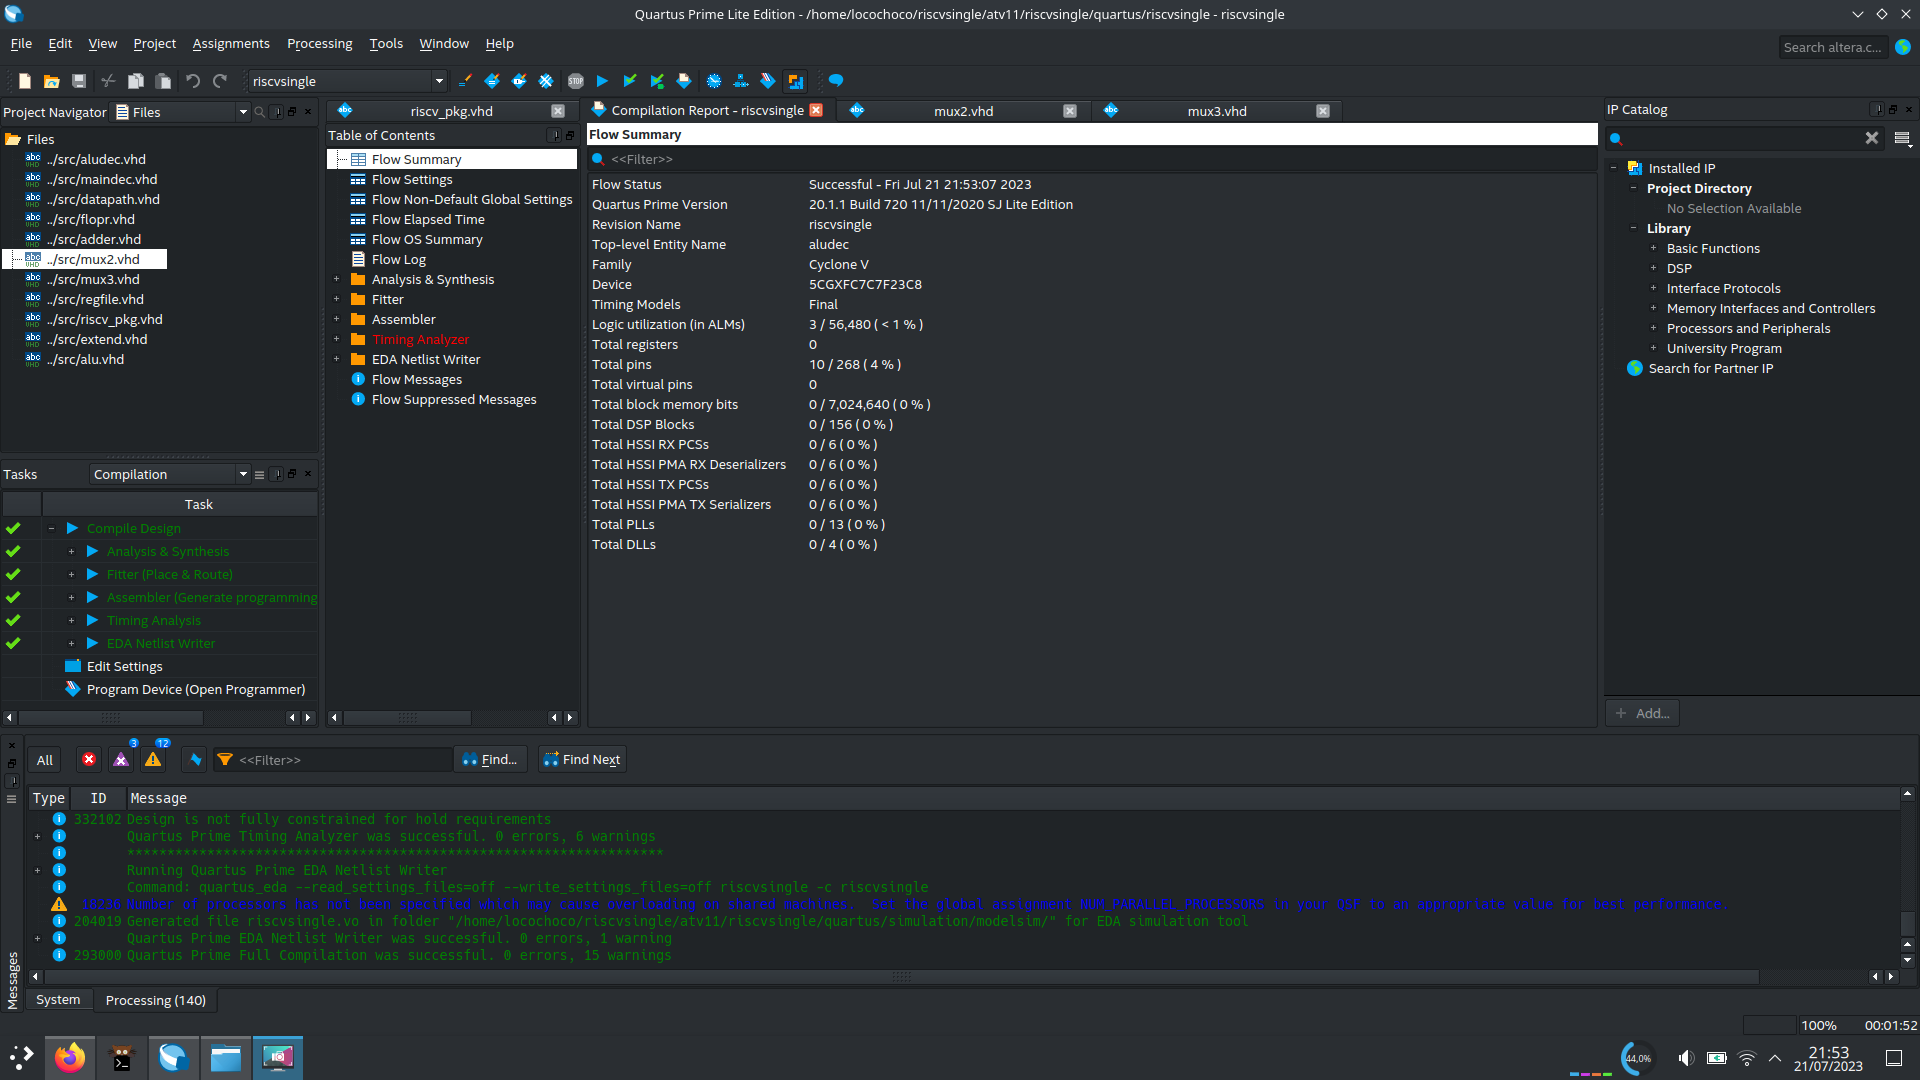 Quartus Prime Lite Edition - /home/locochoco/riscvsingle/atv11/riscvsingle/quartus/riscvsingle - riscvsingle
File Edit View Project Assignments Processing Tools Window Help
Search altera.c...
riscvsingle
STOP
Project Navigator Files
Files
../src/aludec.vhd
../src/maindec.vhd
../src/datapath.vhd
../src/flopr.vhd
../src/adder.vhd
../src/mux2.vhd
../src/mux3.vhd
../src/regfile.vhd
../src/riscv_pkg.vhd
../src/extend.vhd
../src/alu.vhd
Tasks Compilation
Task
Compile Design
Analysis & Synthesis
Fitter (Place & Route)
Assembler (Generate programming
Timing Analysis
EDA Netlist Writer
Edit Settings
Program Device (Open Programmer)
riscv_pkg.vhd
Compilation Report - riscvsingle
mux2.vhd
mux3.vhd
Table of Contents
Flow Summary
Flow Settings
Flow Non-Default Global Settings
Flow Elapsed Time
Flow OS Summary
Flow Log
Analysis & Synthesis
Fitter
Assembler
Timing Analyzer
EDA Netlist Writer
Flow Messages
Flow Suppressed Messages
Flow Summary
<<Filter>>
Flow Status Successful - Fri Jul 21 21:53:07 2023
Quartus Prime Version 20.1.1 Build 720 11/11/2020 SJ Lite Edition
Revision Name riscvsingle
Top-level Entity Name aludec
Family Cyclone V
Device 5CGXFC7C7F23C8
Timing Models Final
Logic utilization (in ALMs) 3 / 56,480 ( < 1 % )
Total registers 0
Total pins 10 / 268 ( 4 % )
Total virtual pins 0
Total block memory bits 0 / 7,024,640 ( 0 % )
Total DSP Blocks 0 / 156 ( 0 % )
Total HSSI RX PCSs 0 / 6 ( 0 % )
Total HSSI PMA RX Deserializers 0 / 6 ( 0 % )
Total HSSI TX PCSs 0 / 6 ( 0 % )
Total HSSI PMA TX Serializers 0 / 6 ( 0 % )
Total PLLs 0 / 13 ( 0 % )
Total DLLs 0 / 4 ( 0 % )
IP Catalog
Installed IP
Project Directory
No Selection Available
Library
Basic Functions
DSP
Interface Protocols
Memory Interfaces and Controllers
Processors and Peripherals
University Program
Search for Partner IP
+ Add...
All 3 12 <<Filter>> Find... Find Next
Type ID Message
332102 Design is not fully constrained for hold requirements
Quartus Prime Timing Analyzer was successful. 0 errors, 6 warnings
*******************************************************************
Running Quartus Prime EDA Netlist Writer
Command: quartus_eda --read_settings_files=off --write_settings_files=off riscvsingle -c riscvsingle
18236 Number of processors has not been specified which may cause overloading on shared machines. Set the global assignment NUM_PARALLEL_PROCESSORS in your QSF to an appropriate value for best performance.
204019 Generated file riscvsingle.vo in folder "/home/locochoco/riscvsingle/atv11/riscvsingle/quartus/simulation/modelsim/" for EDA simulation tool
Quartus Prime EDA Netlist Writer was successful. 0 errors, 1 warning
293000 Quartus Prime Full Compilation was successful. 0 errors, 15 warnings
Messages
System Processing (140)
100% 00:01:52
44,0%
21:53
21/07/2023